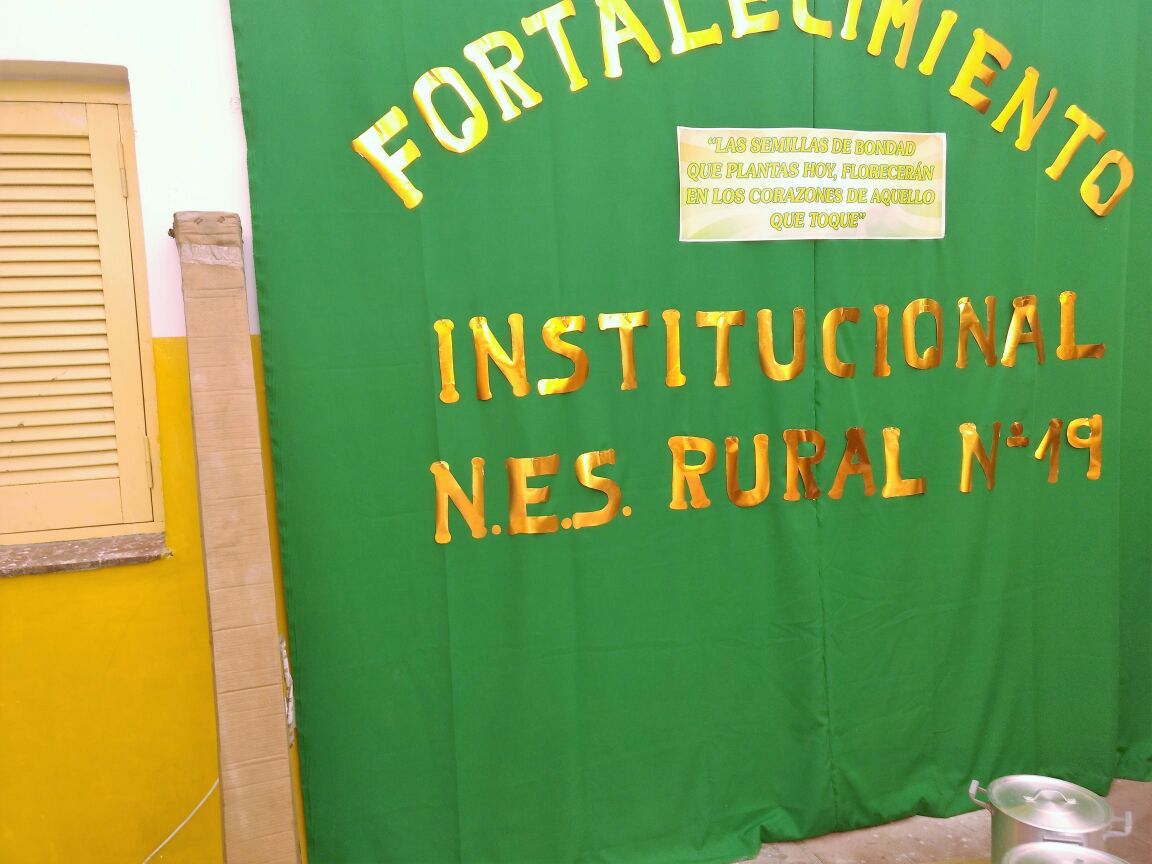 FORTALECIMIENTO
"LAS SEMILLAS DE BONDAD
QUE PLANTAS HOY, FLORECERÁN
EN LOS CORAZONES DE AQUELLO
QUE TOQUE"
INSTITUCIONAL
N.E.S. RURAL Nº 19